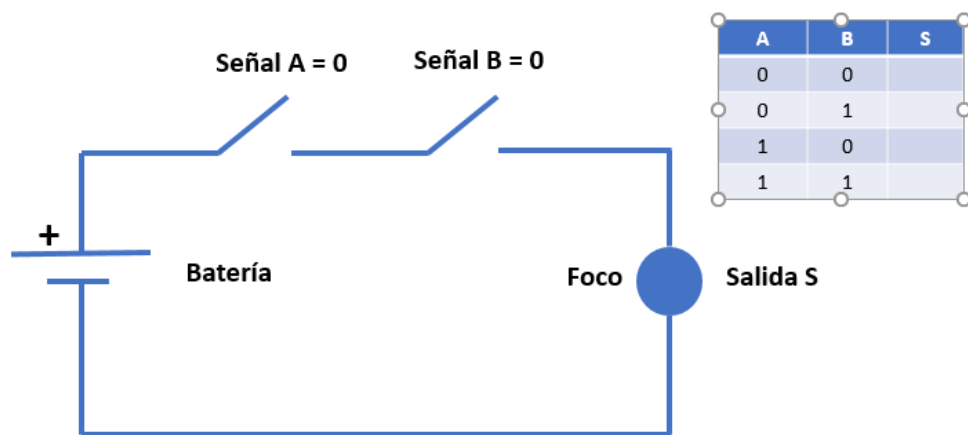 Señal A = 0
Señal B = 0
A B S
0 0
0 1
1 0
1 1
+
Batería
Foco
Salida S